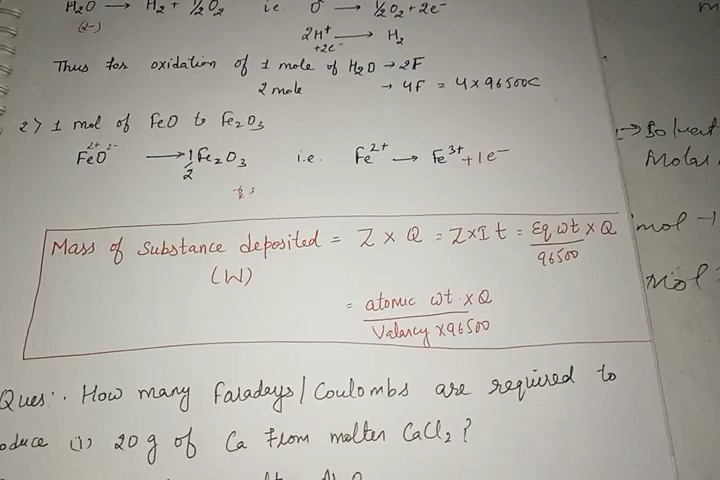 H2O → H2 + ½O2 i.e. O²⁻ → ½O2 + 2e⁻
(2-)
2H⁺ → H2
+2e⁻
Thus for oxidation of 1 mole of H2O → 2F
2 mole → 4F = 4 x 96500C
2> 1 mol of FeO to Fe2O3
2+ 2-
FeO → ½ Fe2O3 i.e. Fe²⁺ → Fe³⁺ + 1e⁻
Mass of Substance deposited = Z x Q = Z x I t = Eq. wt x Q / 96500
(W)
= atomic wt. x Q / Valancy x 96500
Ques:. How many faradays/Coulombs are required to
oduce (i) 20 g of Ca from molten CaCl2?
→ Solvent
Molar
mol →
Mol